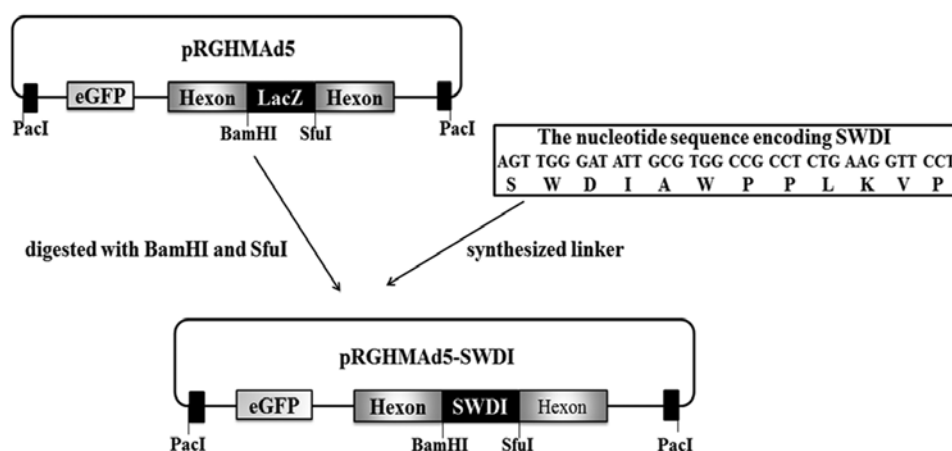 pRGHMAd5
eGFP
Hexon
LacZ
Hexon
PacI
BamHI
SfuI
PacI
The nucleotide sequence encoding SWDI
AGT TGG GAT ATT GCG TGG CCG CCT CTG AAG GTT CCT
S W D I A W P P L K V P
digested with BamHI and SfuI
synthesized linker
pRGHMAd5-SWDI
eGFP
Hexon
SWDI
Hexon
PacI
BamHI
SfuI
PacI